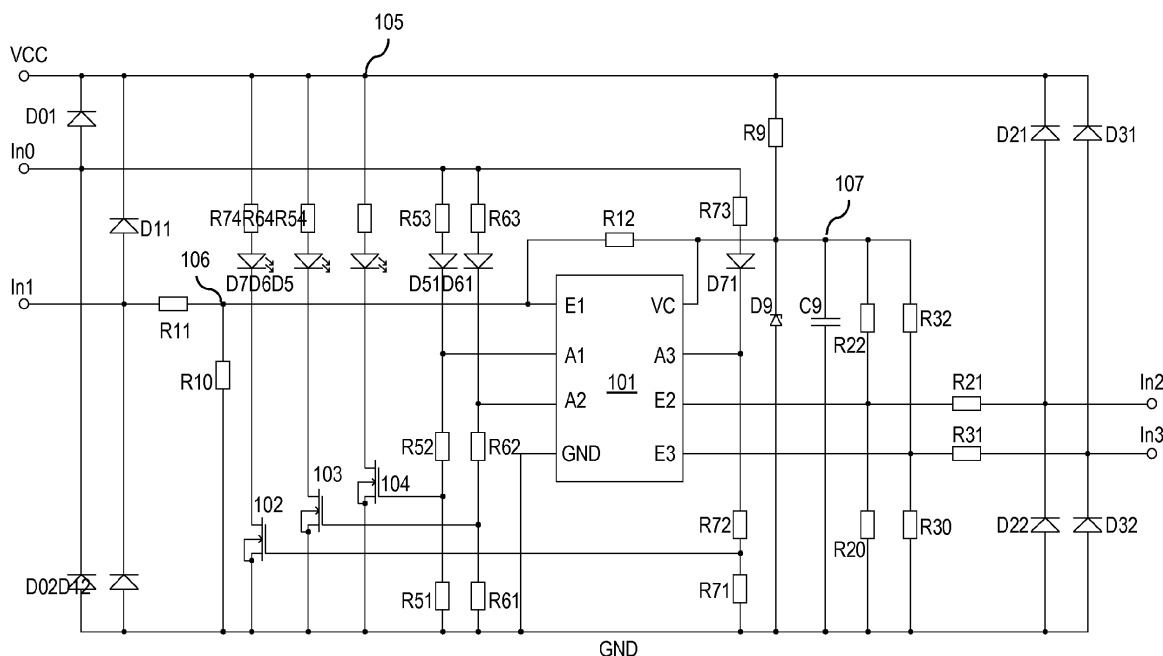 105
VCC
D01
R9
D21
D31
In0
R74R64R54
R53
R63
R73
D11
R12
107
106
D7D6D5
D51D61
D71
In1
E1
VC
D9
C9
R11
R22
R32
A1
A3
R10
101
R21
In2
A2
E2
R31
In3
R52
R62
GND
E3
103
104
102
R72
R20
R30
D22
D32
D02D12
R51
R61
R71
GND